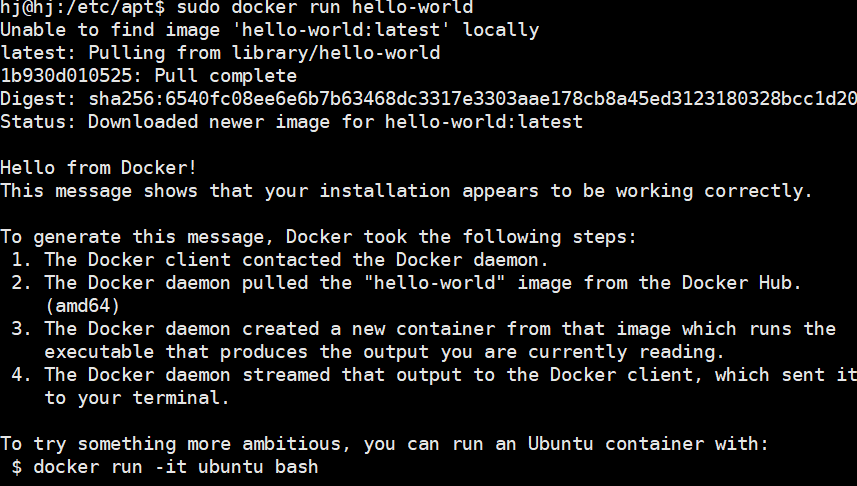 hj@hj:/etc/apt$ sudo docker run hello-world
Unable to find image 'hello-world:latest' locally
latest: Pulling from library/hello-world
1b930d010525: Pull complete
Digest: sha256:6540fc08ee6e6b7b63468dc3317e3303aae178cb8a45ed3123180328bcc1d20
Status: Downloaded newer image for hello-world:latest

Hello from Docker!
This message shows that your installation appears to be working correctly.

To generate this message, Docker took the following steps:
 1. The Docker client contacted the Docker daemon.
 2. The Docker daemon pulled the "hello-world" image from the Docker Hub.
    (amd64)
 3. The Docker daemon created a new container from that image which runs the
    executable that produces the output you are currently reading.
 4. The Docker daemon streamed that output to the Docker client, which sent it
    to your terminal.

To try something more ambitious, you can run an Ubuntu container with:
 $ docker run -it ubuntu bash